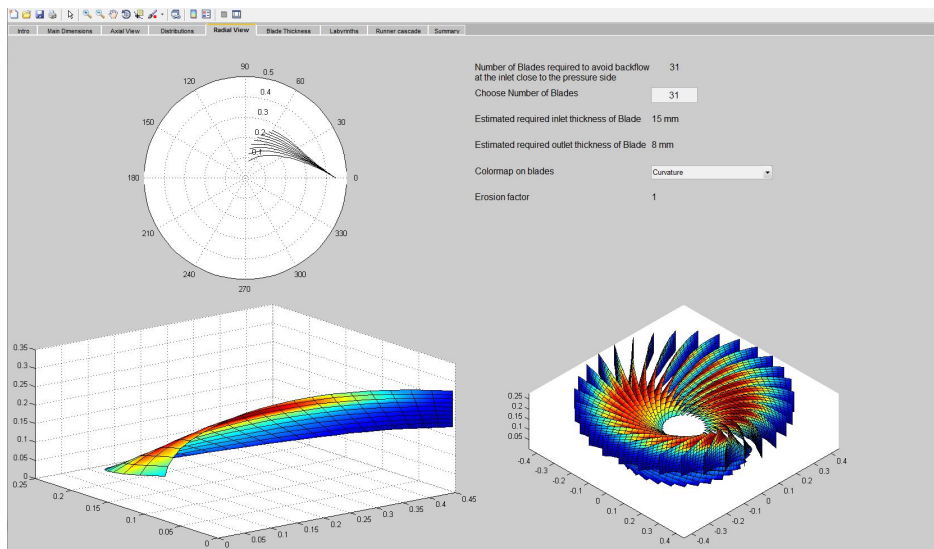 Intro Main Dimensions Axial View Distributions Radial View Blade Thickness Labyrinths Runner cascade Summary
Number of Blades required to avoid backflow 31
at the inlet close to the pressure side
Choose Number of Blades 31
Estimated required inlet thickness of Blade 15 mm
Estimated required outlet thickness of Blade 8 mm
Colormap on blades Curvature
Erosion factor 1
90 0.5
120 60
0.4
0.3
150 30
0.2
0.1
180 0
210 330
240 300
270
0.35
0.3
0.25
0.2
0.15
0.1
0.05
0
0.25
0.2
0.15
0.1
0.05
0
0 0.05 0.1 0.15 0.2 0.25 0.3 0.35 0.4 0.45
0.25
0.2
0.15
0.1
0.05
-0.4 -0.3 -0.2 -0.1 0 0.1 0.2 0.3 0.4
-0.4 -0.3 -0.2 -0.1 0 0.1 0.2 0.3 0.4